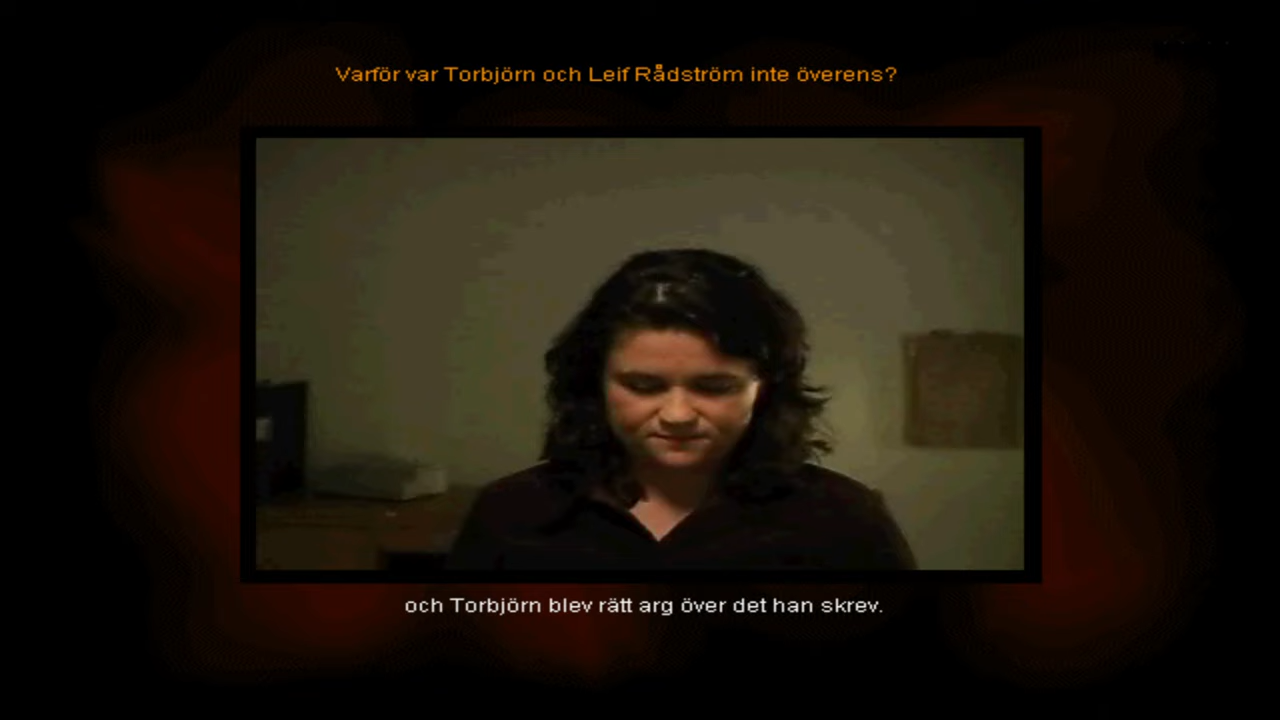 Varför var Torbjörn och Leif Rådström inte överens?
och Torbjörn blev rätt arg över det han skrev.